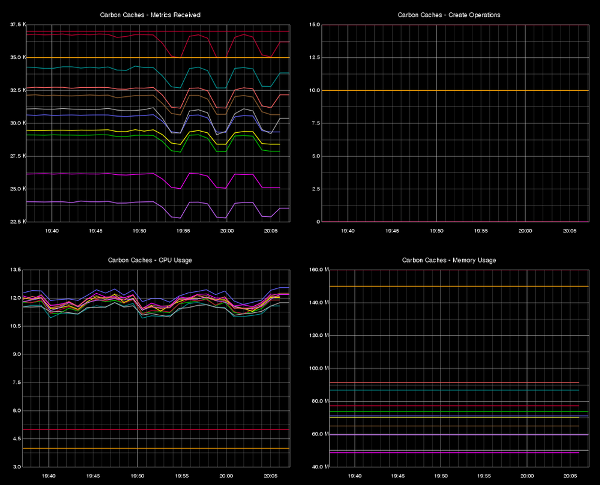 Carbon Caches - Metrics Received
37.5 K
35.0 K
32.5 K
30.0 K
27.5 K
25.0 K
22.5 K
19:40 19:45 19:50 19:55 20:00 20:05
Carbon Caches - Create Operations
15.0
12.5
10.0
7.5
5.0
2.5
0
19:40 19:45 19:50 19:55 20:00 20:05
Carbon Caches - CPU Usage
13.5
12.0
10.5
9.0
7.5
6.0
4.5
3.0
19:40 19:45 19:50 19:55 20:00 20:05
Carbon Caches - Memory Usage
160.0 M
140.0 M
120.0 M
100.0 M
80.0 M
60.0 M
40.0 M
19:40 19:45 19:50 19:55 20:00 20:05